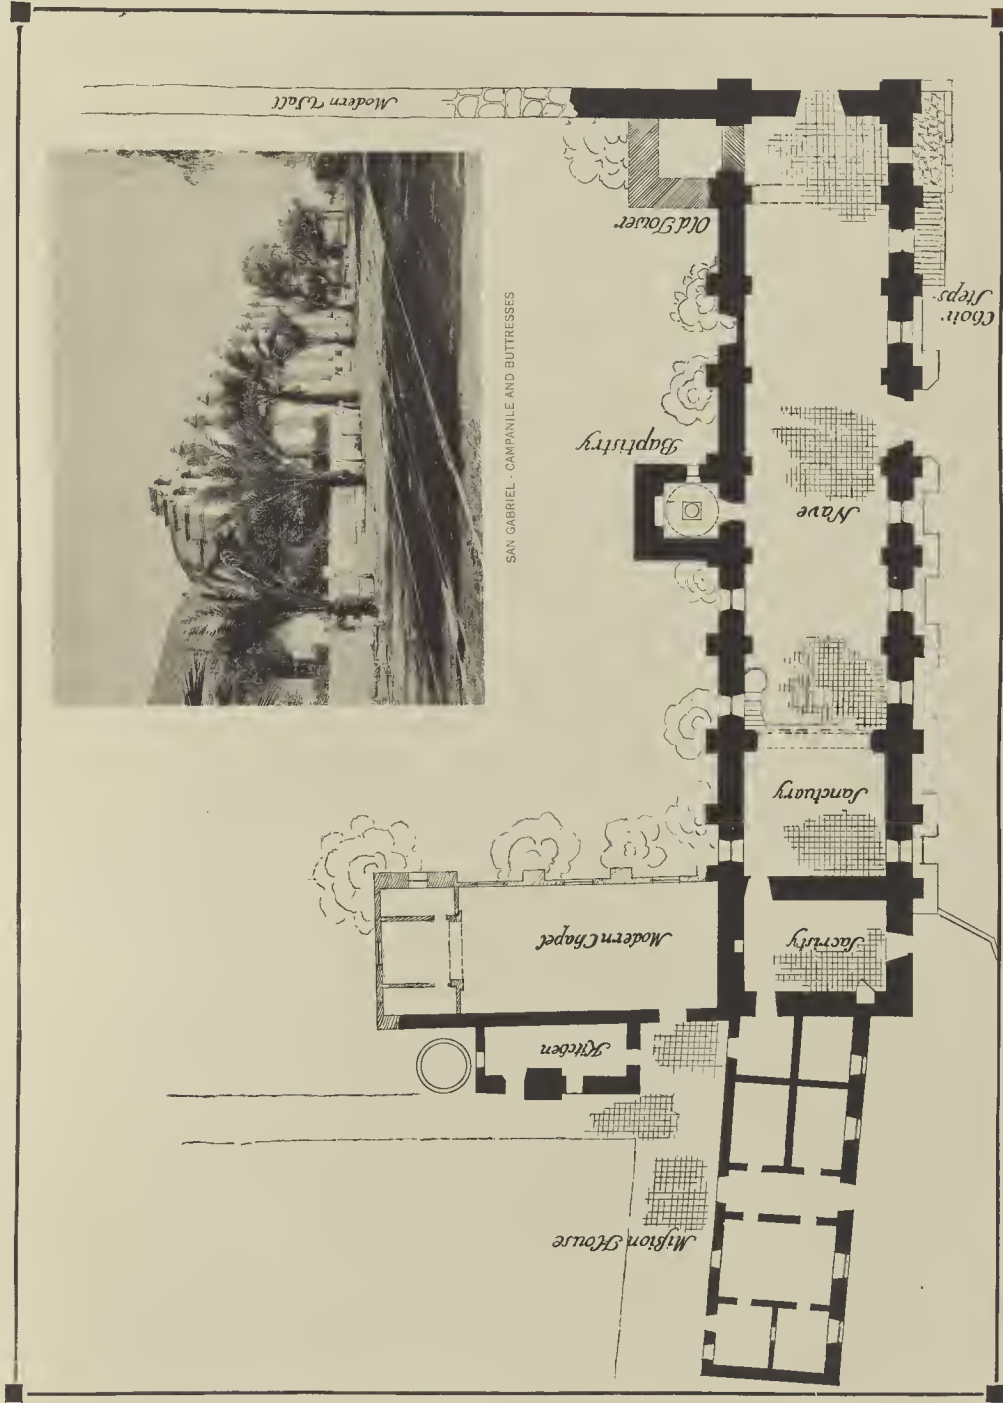 Modern Wall
Old Tower
Choir
Steps.
SAN GABRIEL - CAMPANILE AND BUTTRESSES
Baptistry
Nave
Sanctuary
Modern Chapel
Sacristy
Kitchen
Mission House